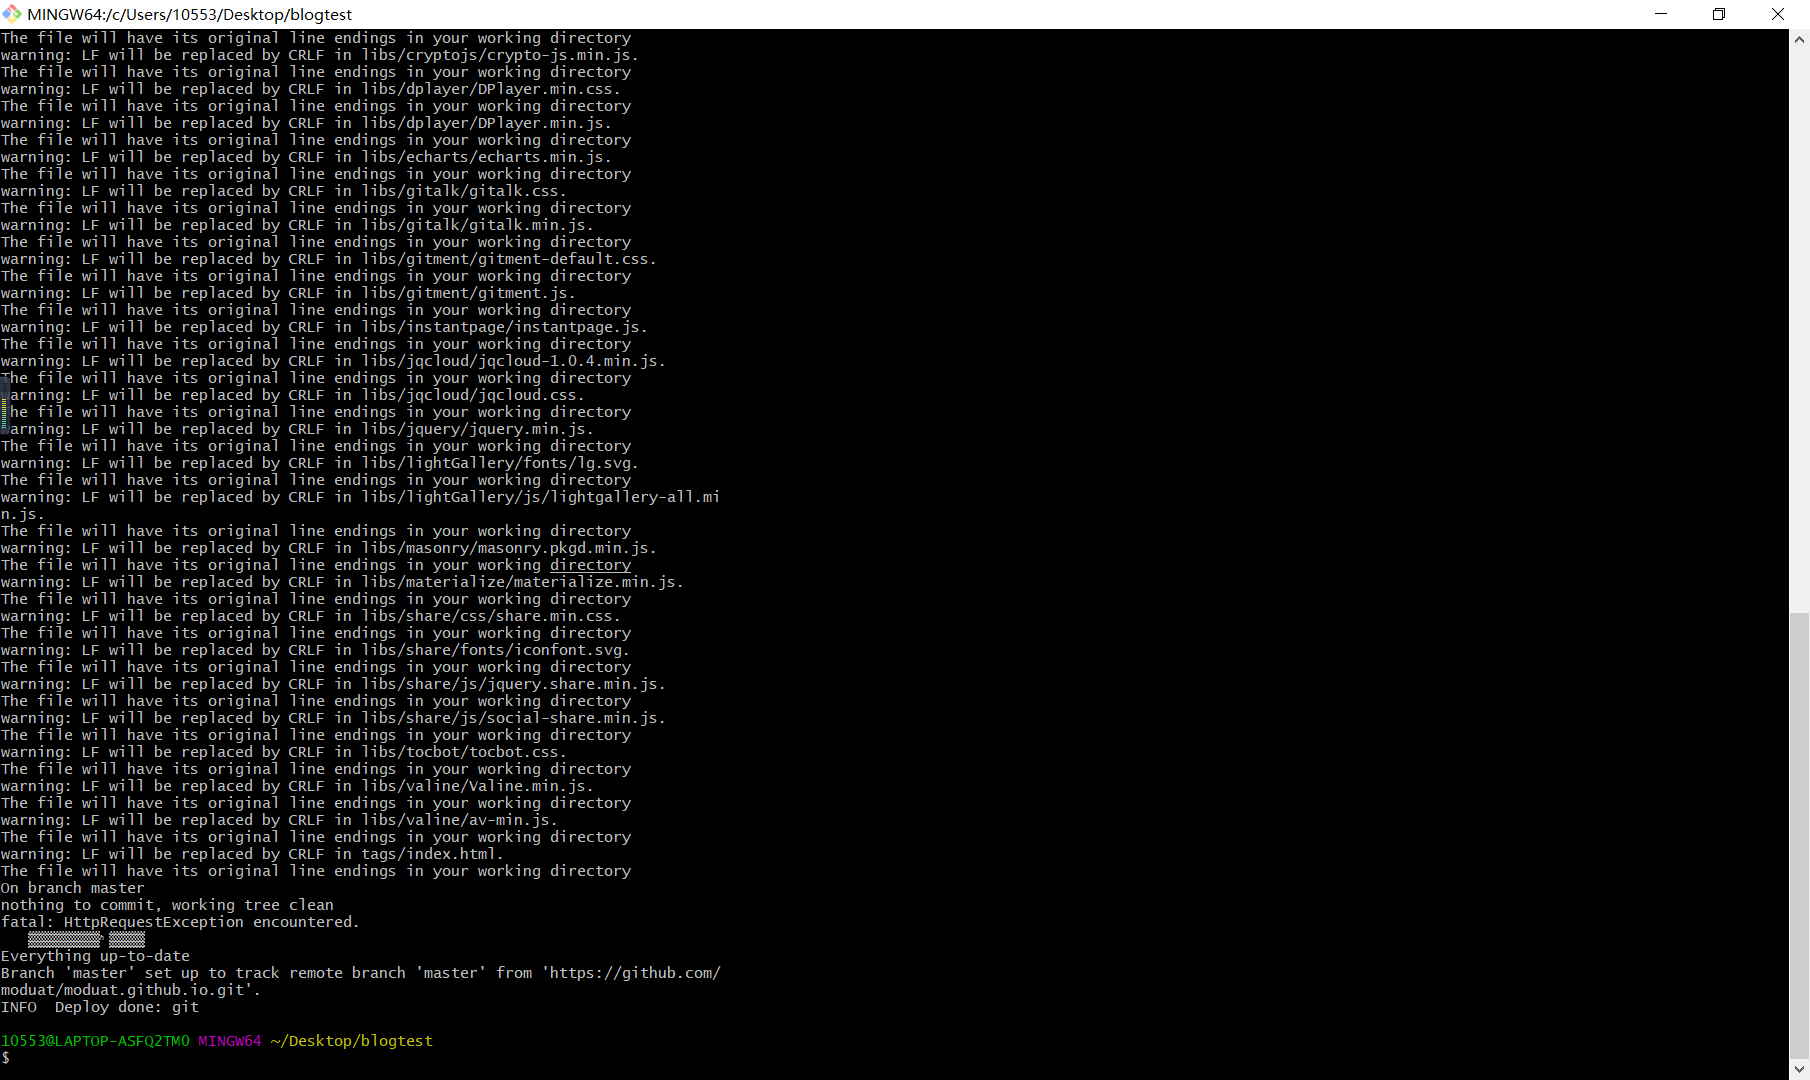 MINGW64:/c/Users/10553/Desktop/blogtest
The file will have its original line endings in your working directory
warning: LF will be replaced by CRLF in libs/cryptojs/crypto-js.min.js.
The file will have its original line endings in your working directory
warning: LF will be replaced by CRLF in libs/dplayer/DPlayer.min.css.
The file will have its original line endings in your working directory
warning: LF will be replaced by CRLF in libs/dplayer/DPlayer.min.js.
The file will have its original line endings in your working directory
warning: LF will be replaced by CRLF in libs/echarts/echarts.min.js.
The file will have its original line endings in your working directory
warning: LF will be replaced by CRLF in libs/gitalk/gitalk.css.
The file will have its original line endings in your working directory
warning: LF will be replaced by CRLF in libs/gitalk/gitalk.min.js.
The file will have its original line endings in your working directory
warning: LF will be replaced by CRLF in libs/gitment/gitment-default.css.
The file will have its original line endings in your working directory
warning: LF will be replaced by CRLF in libs/gitment/gitment.js.
The file will have its original line endings in your working directory
warning: LF will be replaced by CRLF in libs/instantpage/instantpage.js.
The file will have its original line endings in your working directory
warning: LF will be replaced by CRLF in libs/jqcloud/jqcloud-1.0.4.min.js.
The file will have its original line endings in your working directory
warning: LF will be replaced by CRLF in libs/jqcloud/jqcloud.css.
The file will have its original line endings in your working directory
warning: LF will be replaced by CRLF in libs/jquery/jquery.min.js.
The file will have its original line endings in your working directory
warning: LF will be replaced by CRLF in libs/lightGallery/fonts/lg.svg.
The file will have its original line endings in your working directory
warning: LF will be replaced by CRLF in libs/lightGallery/js/lightgallery-all.mi
n.js.
The file will have its original line endings in your working directory
warning: LF will be replaced by CRLF in libs/masonry/masonry.pkgd.min.js.
The file will have its original line endings in your working directory
warning: LF will be replaced by CRLF in libs/materialize/materialize.min.js.
The file will have its original line endings in your working directory
warning: LF will be replaced by CRLF in libs/share/css/share.min.css.
The file will have its original line endings in your working directory
warning: LF will be replaced by CRLF in libs/share/fonts/iconfont.svg.
The file will have its original line endings in your working directory
warning: LF will be replaced by CRLF in libs/share/js/jquery.share.min.js.
The file will have its original line endings in your working directory
warning: LF will be replaced by CRLF in libs/share/js/social-share.min.js.
The file will have its original line endings in your working directory
warning: LF will be replaced by CRLF in libs/tocbot/tocbot.css.
The file will have its original line endings in your working directory
warning: LF will be replaced by CRLF in libs/valine/Valine.min.js.
The file will have its original line endings in your working directory
warning: LF will be replaced by CRLF in libs/valine/av-min.js.
The file will have its original line endings in your working directory
warning: LF will be replaced by CRLF in tags/index.html.
The file will have its original line endings in your working directory
On branch master
nothing to commit, working tree clean
fatal: HttpRequestException encountered.
Everything up-to-date
Branch 'master' set up to track remote branch 'master' from 'https://github.com/
moduat/moduat.github.io.git'.
INFO  Deploy done: git
10553@LAPTOP-ASFQ2TM0 MINGW64 ~/Desktop/blogtest
$